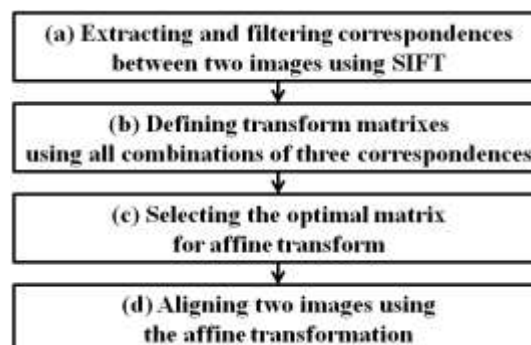 (a) Extracting and filtering correspondences
between two images using SIFT
(b) Defining transform matrixes
using all combinations of three correspondences
(c) Selecting the optimal matrix
for affine transform
(d) Aligning two images using
the affine transformation